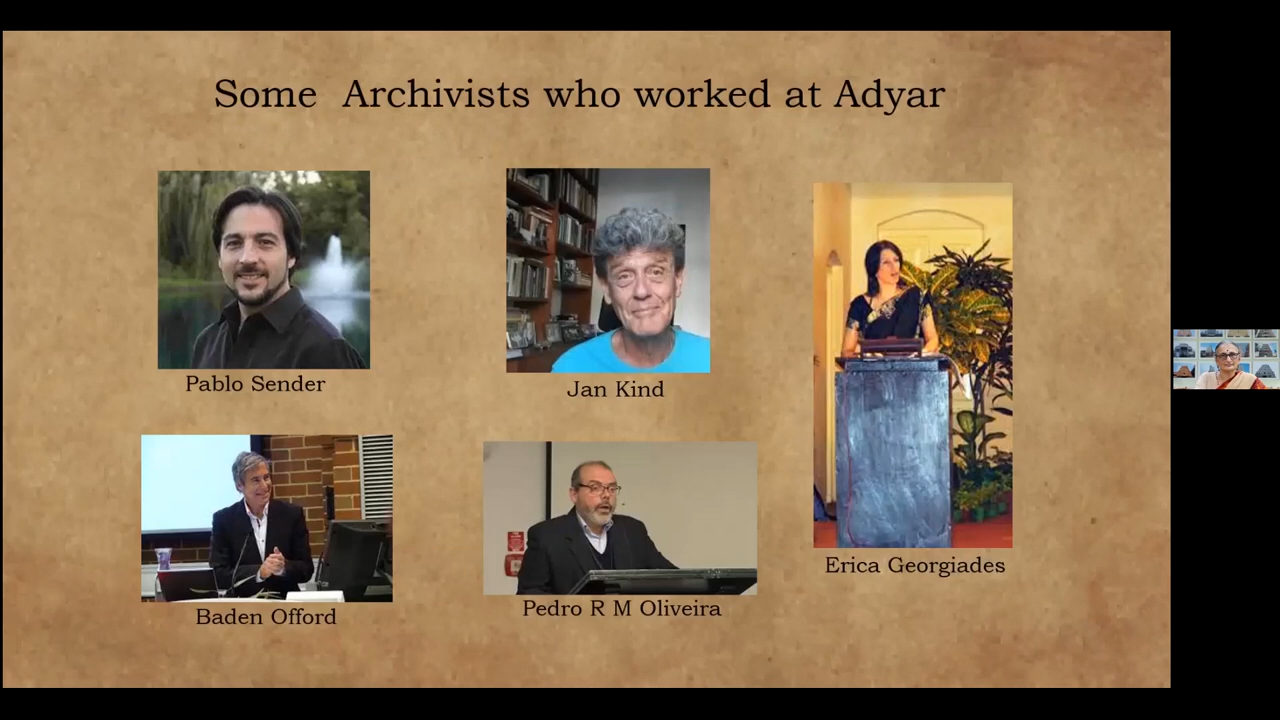 Some Archivists who worked at Adyar
Pablo Sender
Jan Kind
Erica Georgiades
Baden Offord
Pedro R M Oliveira